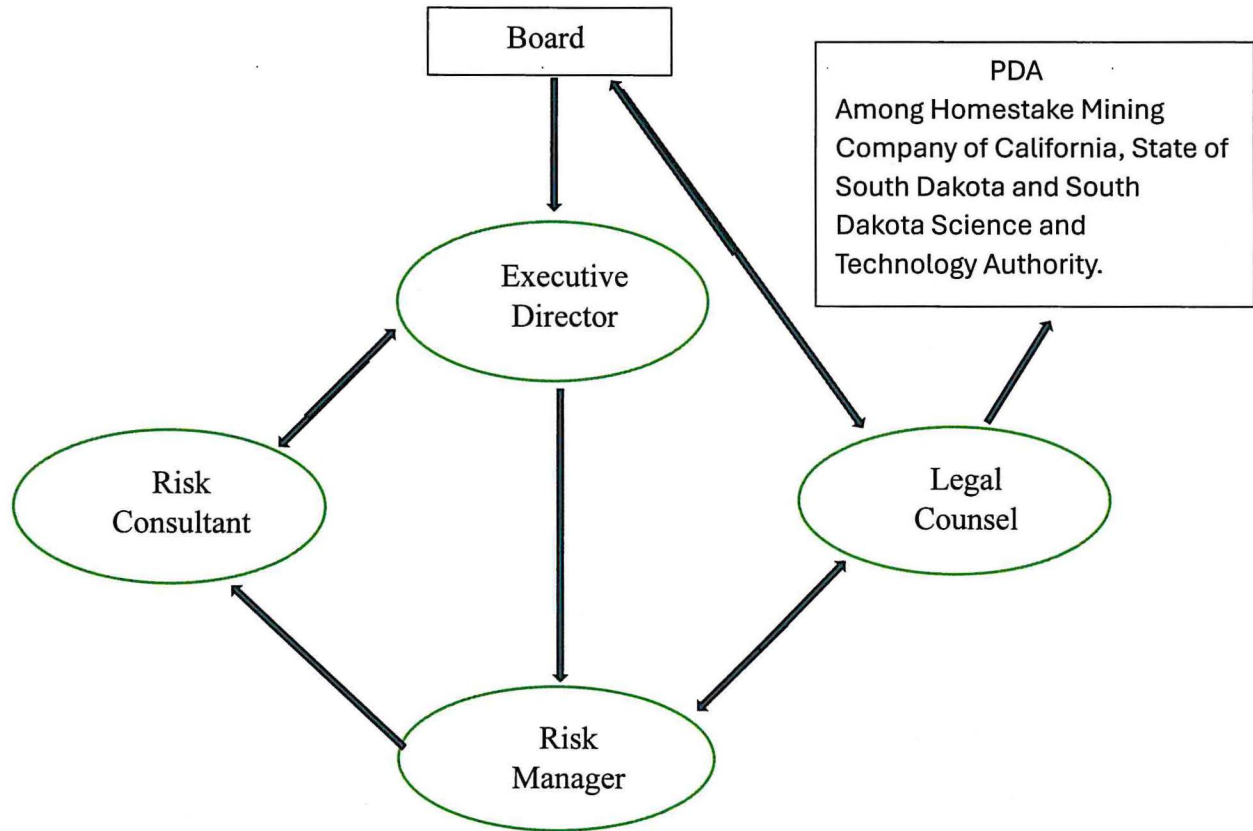 Board
PDA
Among Homestake Mining
Company of California, State of
South Dakota and South
Dakota Science and
Technology Authority.
Executive
Director
Risk
Consultant
Legal
Counsel
Risk
Manager